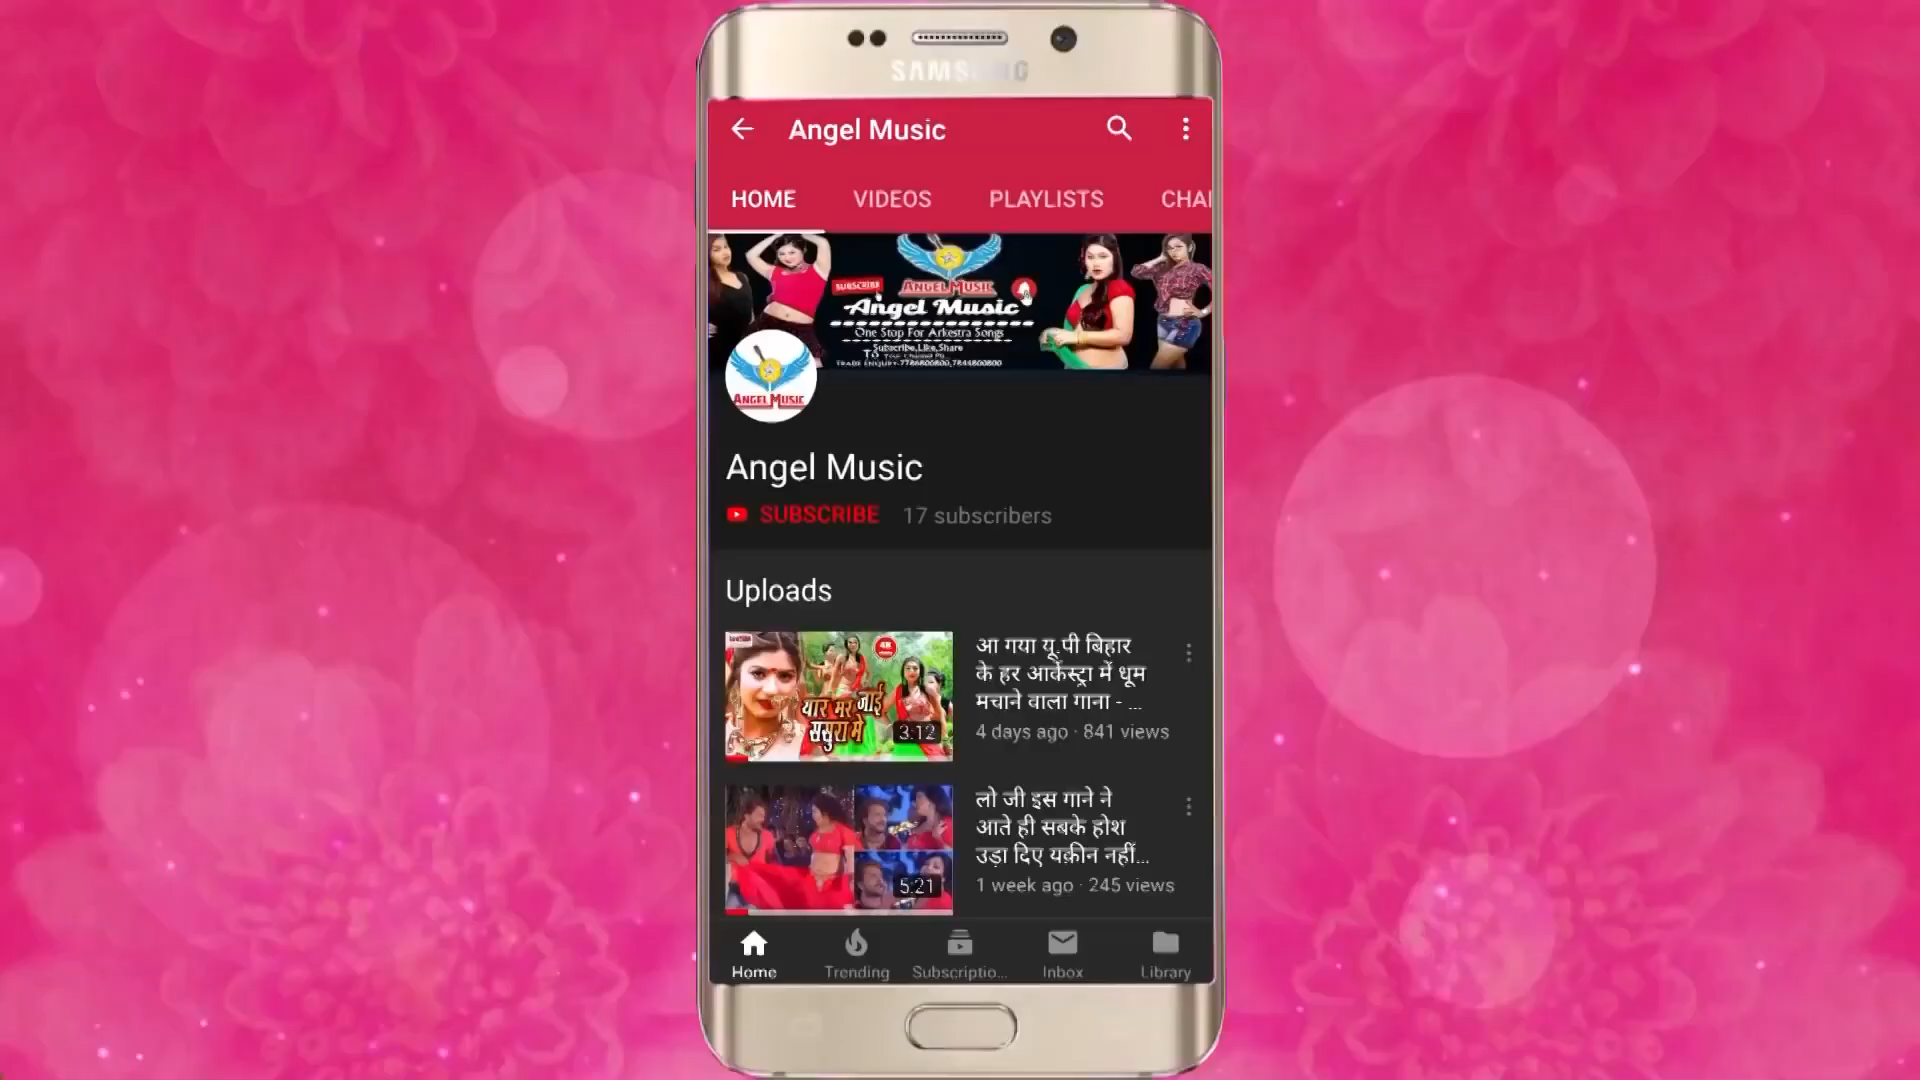 SAMSUNG
Angel Music
HOME VIDEOS PLAYLISTS CHA
SUBSCRIBE ANGEL MUSIC
Angel Music
One Stop For Arkestra Songs
Subscribe,Like,Share
To Your Channel
ANGEL MUSIC
Angel Music
SUBSCRIBE 17 subscribers
Uploads
यार मर जाई
ससुरा मे
3:12
आ गया यू.पी बिहार
के हर आर्केस्ट्रा में धूम
मचाने वाला गाना - ...
4 days ago · 841 views
5:21
लो जी इस गाने ने
आते ही सबके होश
उड़ा दिए यक़ीन नहीं...
1 week ago · 245 views
Home Trending Subscriptio... Inbox Library